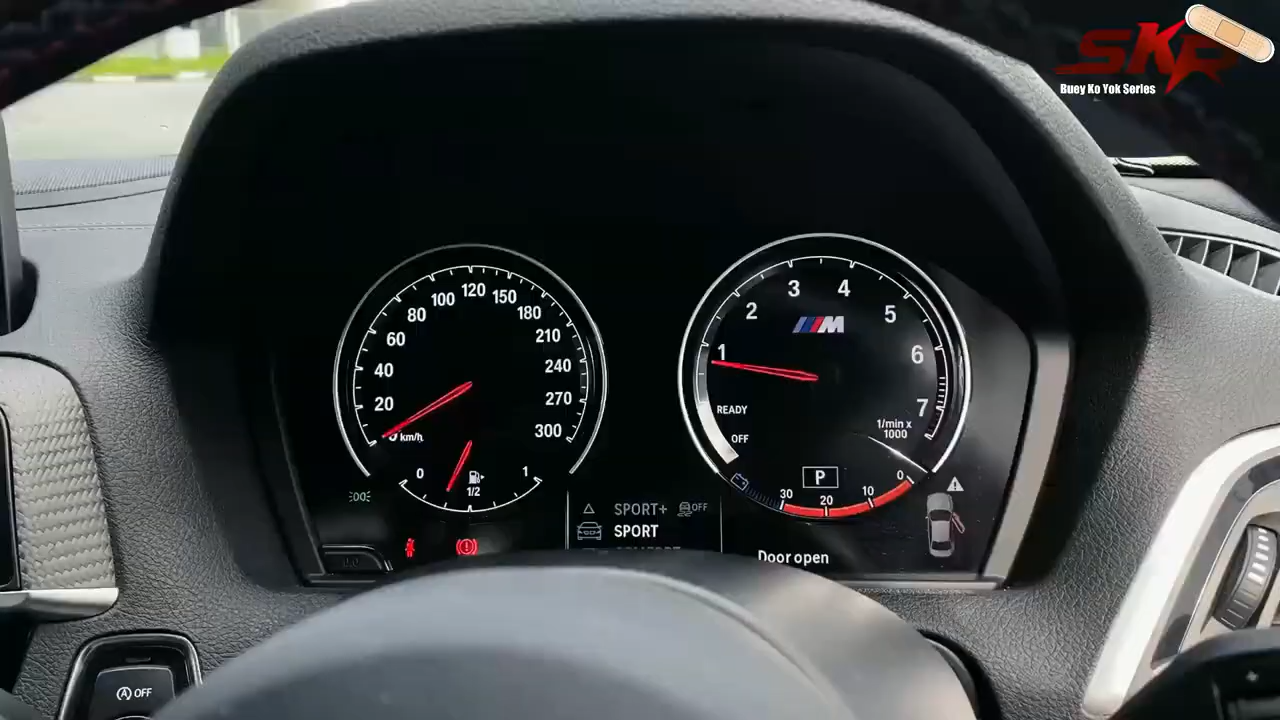 SK
Buey Ko Yok Series
0 20 40 60 80 100 120 150 180 210 240 270 300
km/h
0 1/2 1
1 2 3 4 5 6 7
M
READY
OFF
1/min x
1000
P
30 20 10 0
SPORT+ OFF
SPORT
Door open
A OFF